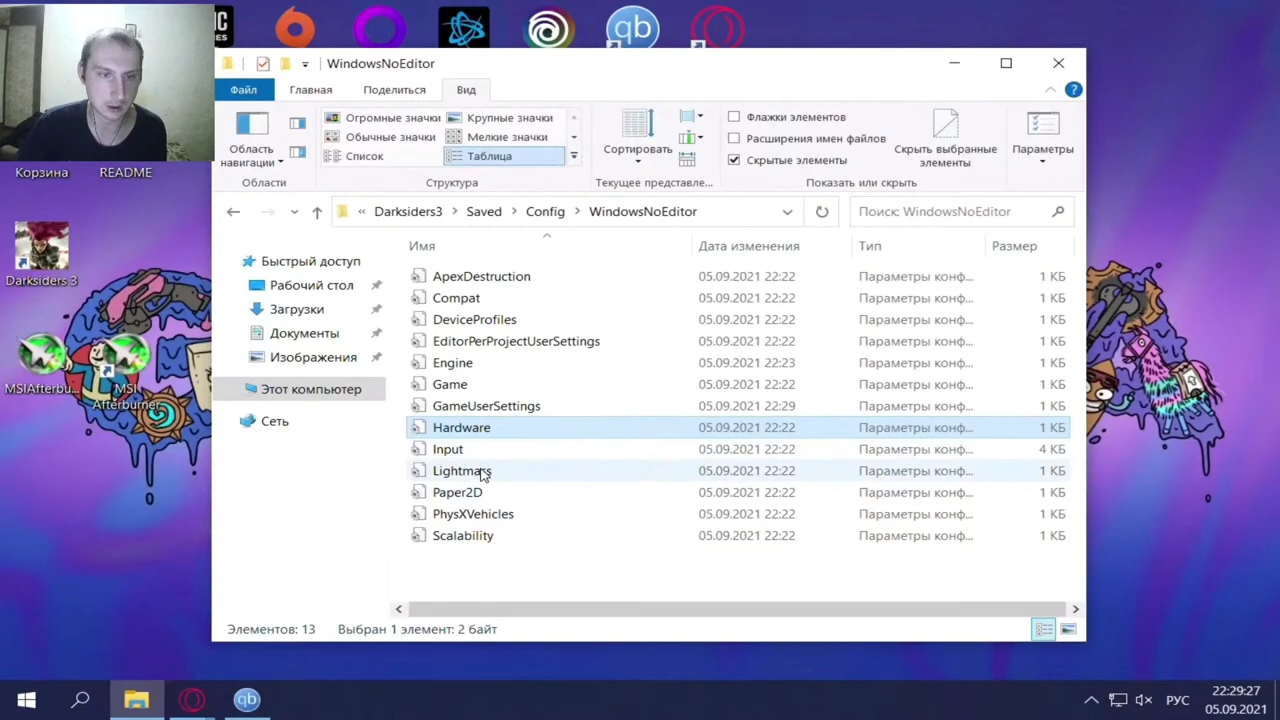 IC
MES
qb
WindowsNoEditor
Файл Главная Поделиться Вид
Область навигации
Области
Огромные значки
Крупные значки
Обычные значки
Мелкие значки
Список
Таблица
Структура
Сортировать
Текущее представле...
Флажки элементов
Расширения имен файлов
Скрытые элементы
Скрыть выбранные элементы
Показать или скрыть
Параметры
« Darksiders3 > Saved > Config > WindowsNoEditor
Поиск: WindowsNoEditor
Корзина
README
Darksiders 3
MSIAfterbu...
MSI Afterburner
Быстрый доступ
Рабочий стол
Загрузки
Документы
Изображения
Этот компьютер
Сеть
Имя Дата изменения Тип Размер
ApexDestruction 05.09.2021 22:22 Параметры конф... 1 КБ
Compat 05.09.2021 22:22 Параметры конф... 1 КБ
DeviceProfiles 05.09.2021 22:22 Параметры конф... 1 КБ
EditorPerProjectUserSettings 05.09.2021 22:22 Параметры конф... 1 КБ
Engine 05.09.2021 22:23 Параметры конф... 1 КБ
Game 05.09.2021 22:22 Параметры конф... 1 КБ
GameUserSettings 05.09.2021 22:29 Параметры конф... 1 КБ
Hardware 05.09.2021 22:22 Параметры конф... 1 КБ
Input 05.09.2021 22:22 Параметры конф... 4 КБ
Lightmass 05.09.2021 22:22 Параметры конф... 1 КБ
Paper2D 05.09.2021 22:22 Параметры конф... 1 КБ
PhysXVehicles 05.09.2021 22:22 Параметры конф... 1 КБ
Scalability 05.09.2021 22:22 Параметры конф... 1 КБ
Элементов: 13 Выбран 1 элемент: 2 байт
qb
РУС
22:29:27
05.09.2021